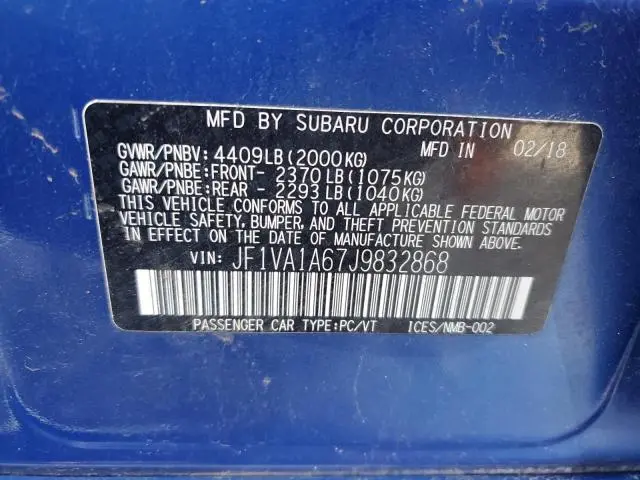 MFD BY SUBARU CORPORATION
GVWR/PNBV: 4409LB(2000KG) MFD IN 02/18
GAWR/PNBE:FRONT- 2370LB(1075KG)
GAWR/PNBE:REAR - 2293LB(1040KG)
THIS VEHICLE CONFORMS TO ALL APPLICABLE FEDERAL MOTOR
VEHICLE SAFETY, BUMPER, AND THEFT PREVENTION STANDARDS
IN EFFECT ON THE DATE OF MANUFACTURE SHOWN ABOVE.
VIN: JF1VA1A67J9832868
PASSENGER CAR TYPE:PC/VT ICES/NMB-002